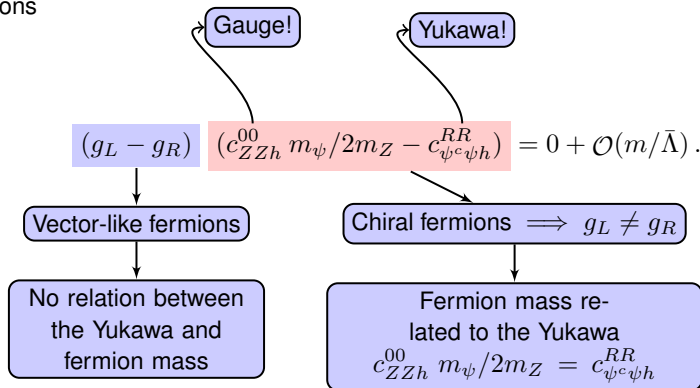 ons
Gauge!
Yukawa!
(g_L − g_R) (c^{00}_{ZZh} m_ψ/2m_Z − c^{RR}_{ψ^cψh}) = 0 + 𝒪(m/Λ̄) .
Vector-like fermions
Chiral fermions ⟹ g_L ≠ g_R
No relation between
the Yukawa and
fermion mass
Fermion mass re-
lated to the Yukawa
c^{00}_{ZZh} m_ψ/2m_Z = c^{RR}_{ψ^cψh}